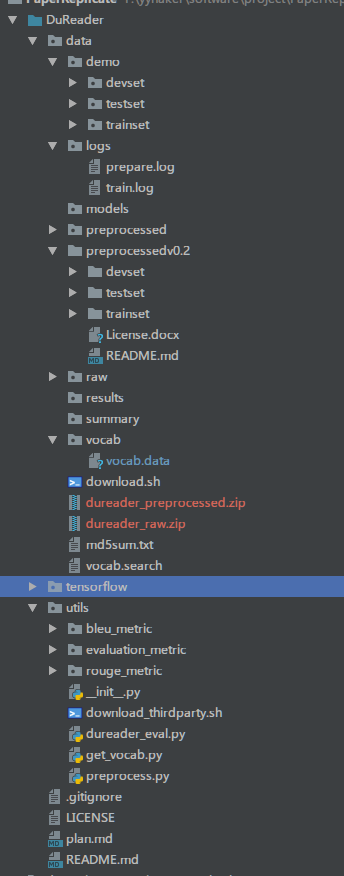 DuReader
data
demo
devset
testset
trainset
logs
prepare.log
train.log
models
preprocessed
preprocessedv0.2
devset
testset
trainset
License.docx
README.md
raw
results
summary
vocab
vocab.data
download.sh
dureader_preprocessed.zip
dureader_raw.zip
md5sum.txt
vocab.search
tensorflow
utils
bleu_metric
evaluation_metric
rouge_metric
__init__.py
download_thirdparty.sh
dureader_eval.py
get_vocab.py
preprocess.py
.gitignore
LICENSE
plan.md
README.md